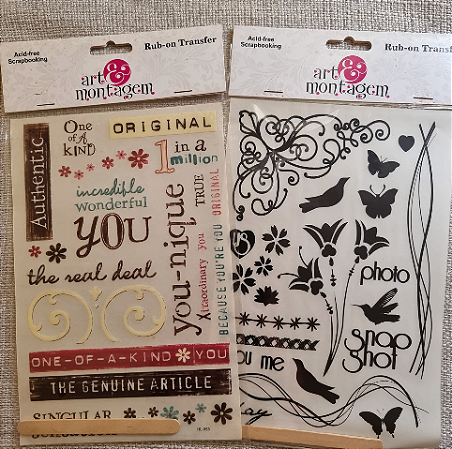 Acid-free
Scrapbooking
Rub-on Transfer
art & montagem
Authentic
One
of A
kIND
ORIGINAL
1 in a
million
incredible
wonderful
YOU
the real deal
you-nique
Xtraordinary you
TRUE
BECAUSE YOU'RE YOU
ORIGINAL
ONE-OF-A-KIND YOU
THE GENUINE ARTICLE
SINGULAR
Acid-free
Scrapbooking
Rub-on Transfer
art & montagem
photo
snap
shot
you me